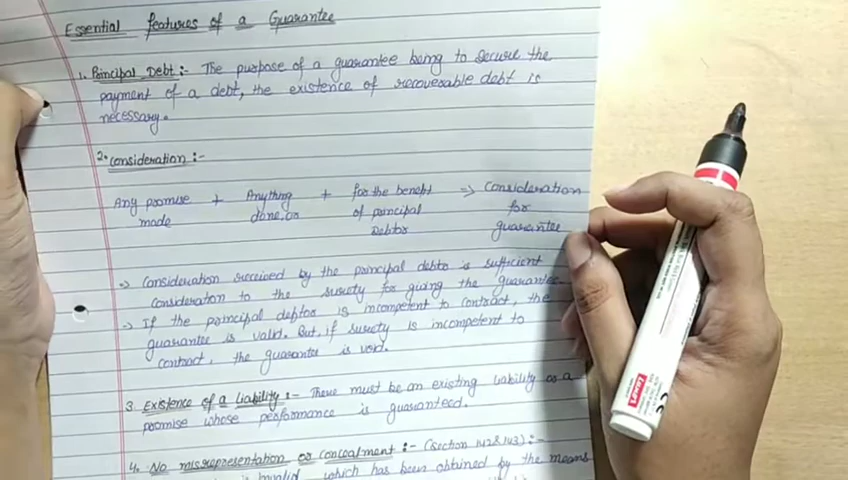 Essential features of a Guarantee
1. Principal Debt :- The purpose of a guarantee being to secure the
payment of a debt, the existence of recoverable debt is
necessary.
2. Consideration :-
Any promise + Anything + for the benefit => Consideration
made done, or of principal for
Debtor guarantee
→ Consideration received by the principal debtor is sufficient
consideration to the surety for giving the guarantee.
→ If the principal debtor is incompetent to contract, the
guarantee is valid. But, if surety is incompetent to
contract, the guarantee is void.
3. Existence of a liability :- There must be an existing liability or a
promise whose performance is guaranteed.
4. No misrepresentation or concealment :- (Section 142 & 143) :-
is invalid which has been obtained by the means
Luxor